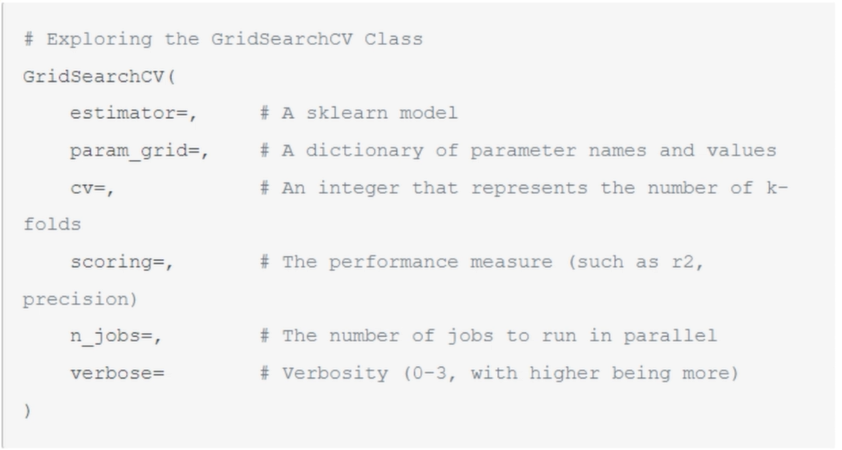 # Exploring the GridSearchCV Class
GridSearchCV(
    estimator=,     # A sklearn model
    param_grid=,    # A dictionary of parameter names and values
    cv=,            # An integer that represents the number of k-
folds
    scoring=,       # The performance measure (such as r2,
precision)
    n_jobs=,        # The number of jobs to run in parallel
    verbose=        # Verbosity (0-3, with higher being more)
)